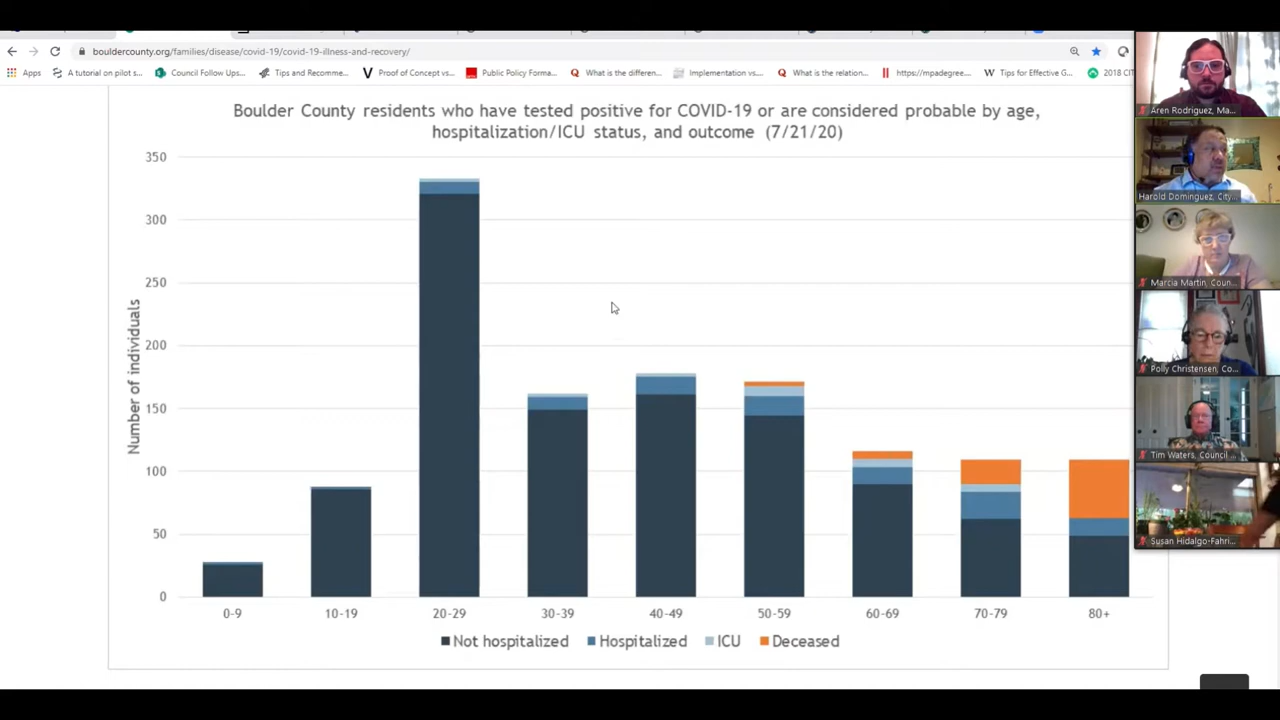 bouldercounty.org/families/disease/covid-19/covid-19-illness-and-recovery/
Apps
A tutorial on pilot s...
Council Follow Ups...
Tips and Recomme...
Proof of Concept vs...
Public Policy Forma...
What is the differen...
Implementation vs...
What is the relation...
https://mpadegree...
Tips for Effective G...
2018 CIT
Boulder County residents who have tested positive for COVID-19 or are considered probable by age,
hospitalization/ICU status, and outcome (7/21/20)
Number of individuals
350
300
250
200
150
100
50
0
0-9
10-19
20-29
30-39
40-49
50-59
60-69
70-79
80+
Not hospitalized
Hospitalized
ICU
Deceased
Aren Rodriguez, Ma...
Harold Dominguez, City...
Marcia Martin, Coun...
Polly Christensen, Co...
Tim Waters, Council ...
Susan Hidalgo-Fahri...